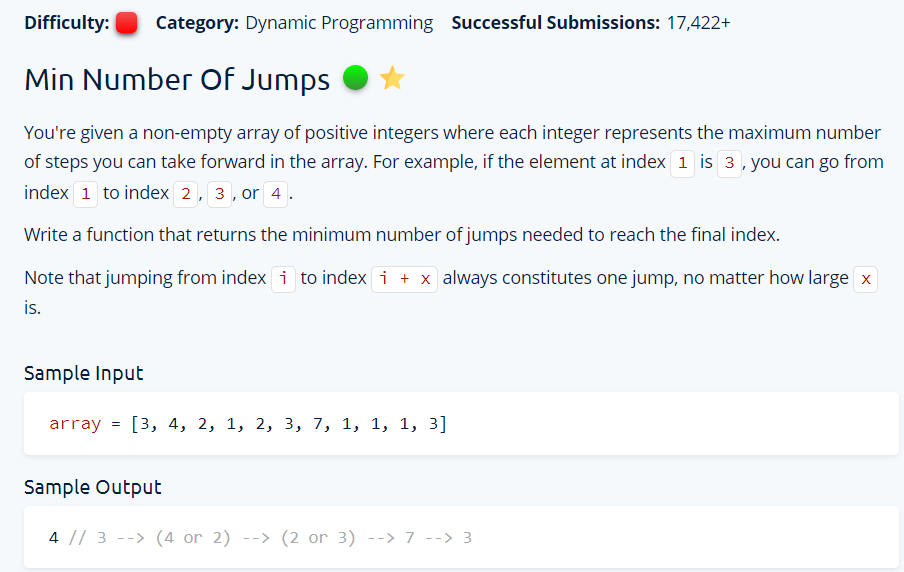 Difficulty: Category: Dynamic Programming Successful Submissions: 17,422+
Min Number Of Jumps
You're given a non-empty array of positive integers where each integer represents the maximum number
of steps you can take forward in the array. For example, if the element at index 1 is 3, you can go from
index 1 to index 2, 3, or 4.
Write a function that returns the minimum number of jumps needed to reach the final index.
Note that jumping from index i to index i + x always constitutes one jump, no matter how large x
is.
Sample Input
array = [3, 4, 2, 1, 2, 3, 7, 1, 1, 1, 3]
Sample Output
4 // 3 --> (4 or 2) --> (2 or 3) --> 7 --> 3